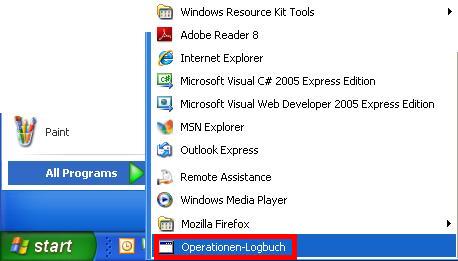 Windows Resource Kit Tools
Adobe Reader 8
Internet Explorer
Microsoft Visual C# 2005 Express Edition
Microsoft Visual Web Developer 2005 Express Edition
MSN Explorer
Outlook Express
Remote Assistance
Windows Media Player
Mozilla Firefox
Operationen-Logbuch
Paint
All Programs
start